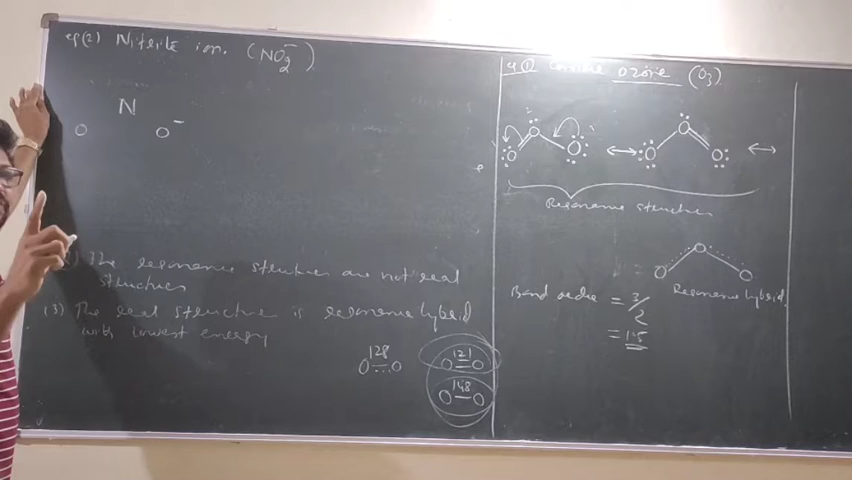 eg(2) Nitrite ion. (NO₂⁻)
N
O O⁻
The resonance structures are not real
structures
(3) The real structure is resonance hybrid
with lowest energy
128
O O
121
O=O
148
O–O
eg (1) Ozone (O₃)
O O O ↔ O O O ↔
Resonance structures
O O O
Resonance hybrid.
Bond order = 3/2
= 1.5